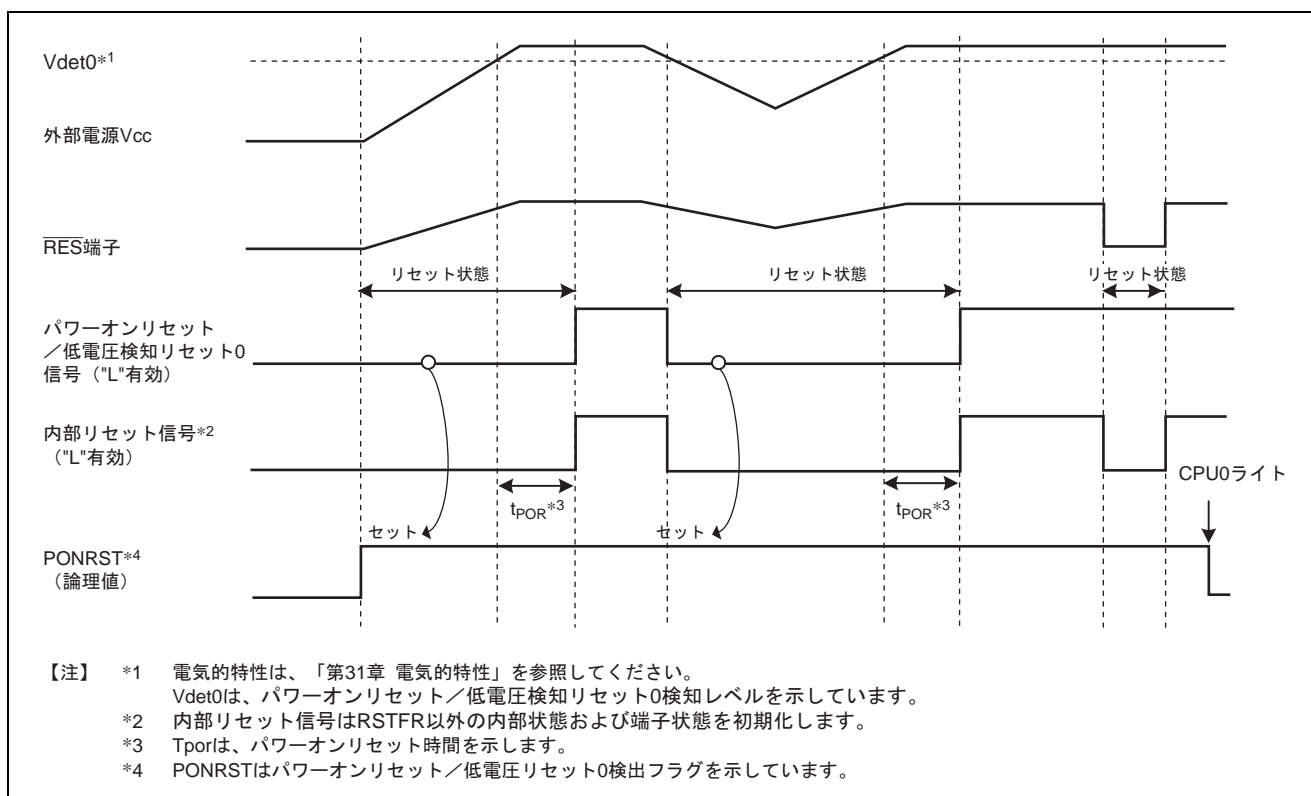 Vdet0*1
外部電源Vcc
RES端子
リセット状態
リセット状態
リセット状態
パワーオンリセット
／低電圧検知リセット0
信号（"L"有効）
内部リセット信号*2
（"L"有効）
CPU0ライト
tPOR*3
tPOR*3
セット
セット
PONRST*4
（論理値）
【注】 *1 電気的特性は、「第31章 電気的特性」を参照してください。
Vdet0は、パワーオンリセット／低電圧検知リセット0検知レベルを示しています。
*2 内部リセット信号はRSTFR以外の内部状態および端子状態を初期化します。
*3 Tporは、パワーオンリセット時間を示します。
*4 PONRSTはパワーオンリセット／低電圧リセット0検出フラグを示しています。